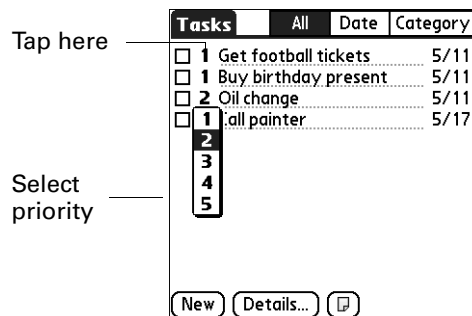 Tap here
Tasks All Date Category
1 Get football tickets 5/11
1 Buy birthday present 5/11
2 Oil change 5/11
1 all painter 5/17
2
3
4
5
Select
priority
New Details...